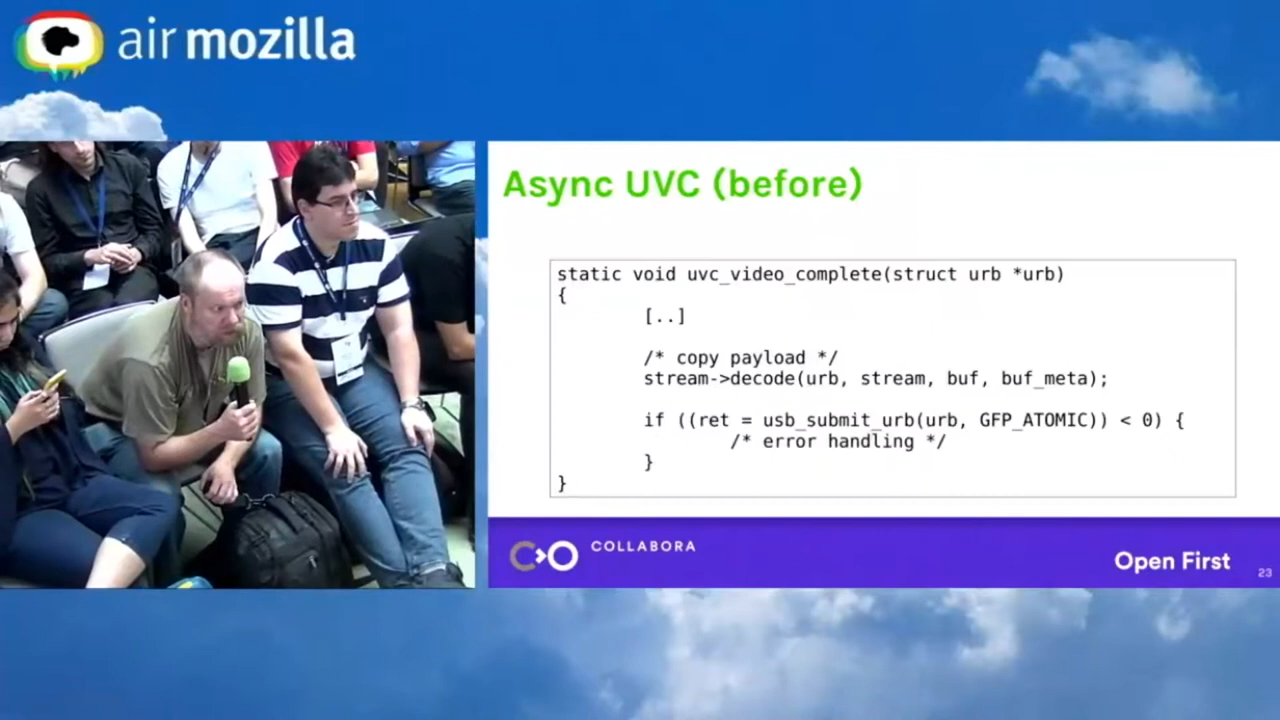 air mozilla
Async UVC (before)
static void uvc_video_complete(struct urb *urb)
{
[..]
/* copy payload */
stream->decode(urb, stream, buf, buf_meta);
if ((ret = usb_submit_urb(urb, GFP_ATOMIC)) < 0) {
/* error handling */
}
}
COLLABORA
Open First
23